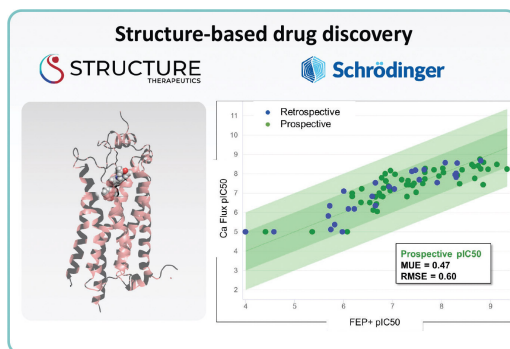 Structure-based drug discovery
STRUCTURE
THERAPEUTICS
Schrödinger
Retrospective
Prospective
Ca Flux pIC50
11
10
9
8
7
6
5
4
3
2
4
5
6
7
8
9
FEP+ pIC50
Prospective pIC50
MUE = 0.47
RMSE = 0.60